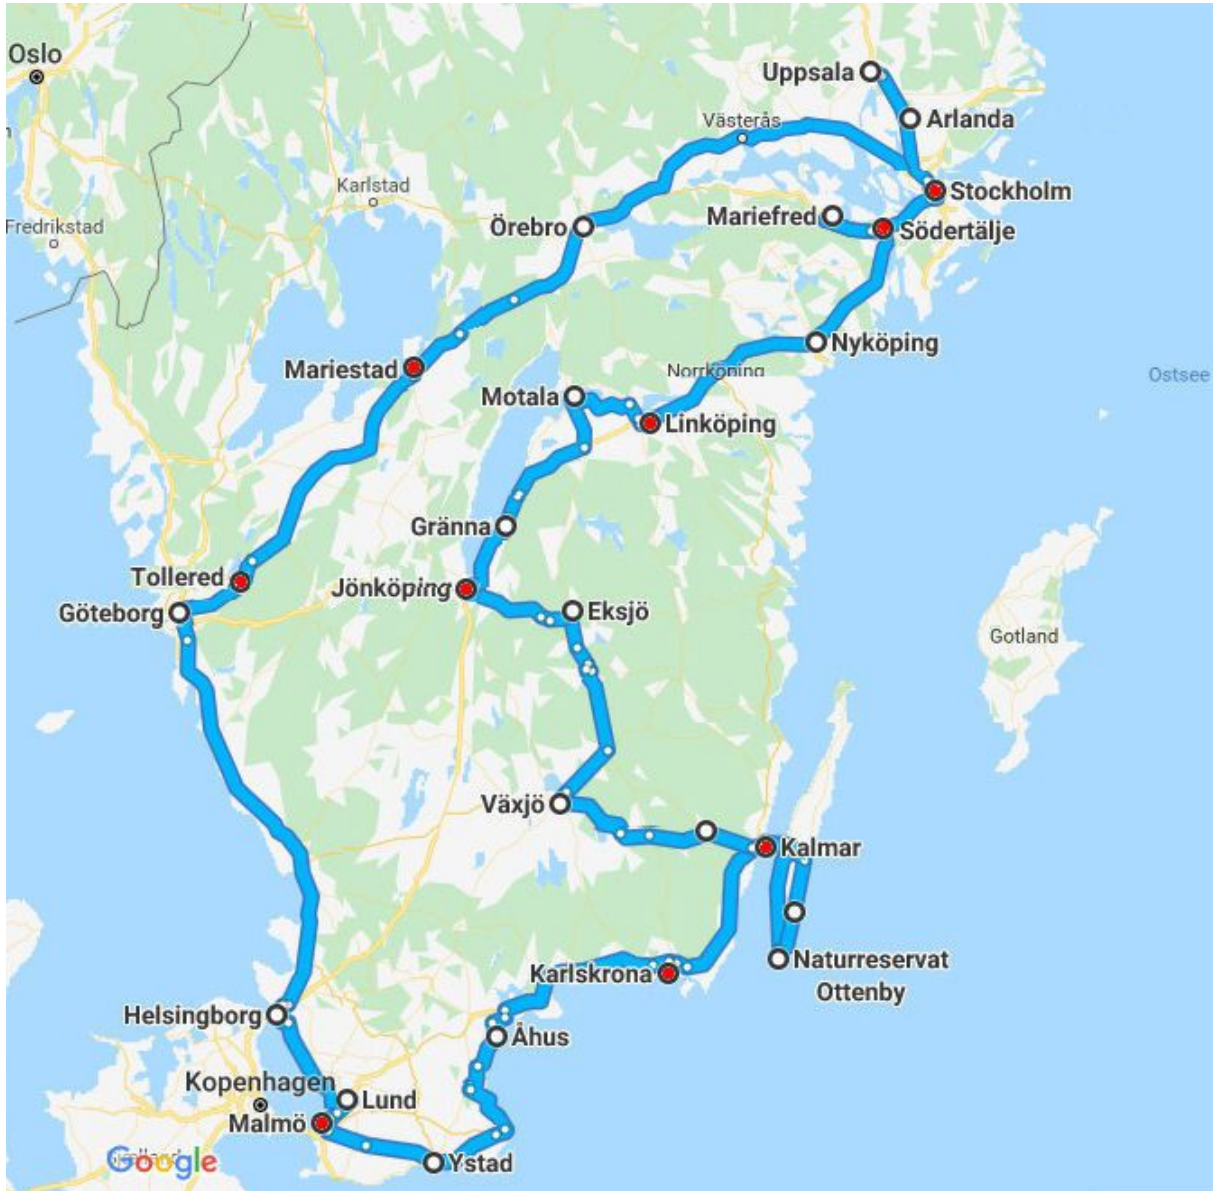 Oslo
Uppsala
Västerås
Arlanda
Karlstad
Stockholm
Mariefred
Örebro
Fredrikstad
Södertälje
Nyköping
Mariestad
Norrköping
Ostsee
Motala
Linköping
Gränna
Tollered
Jönköping
Göteborg
Eksjö
Gotland
Växjö
Kalmar
Naturreservat
Ottenby
Karlskrona
Helsingborg
Åhus
Kopenhagen
Lund
Malmö
Google
Ystad